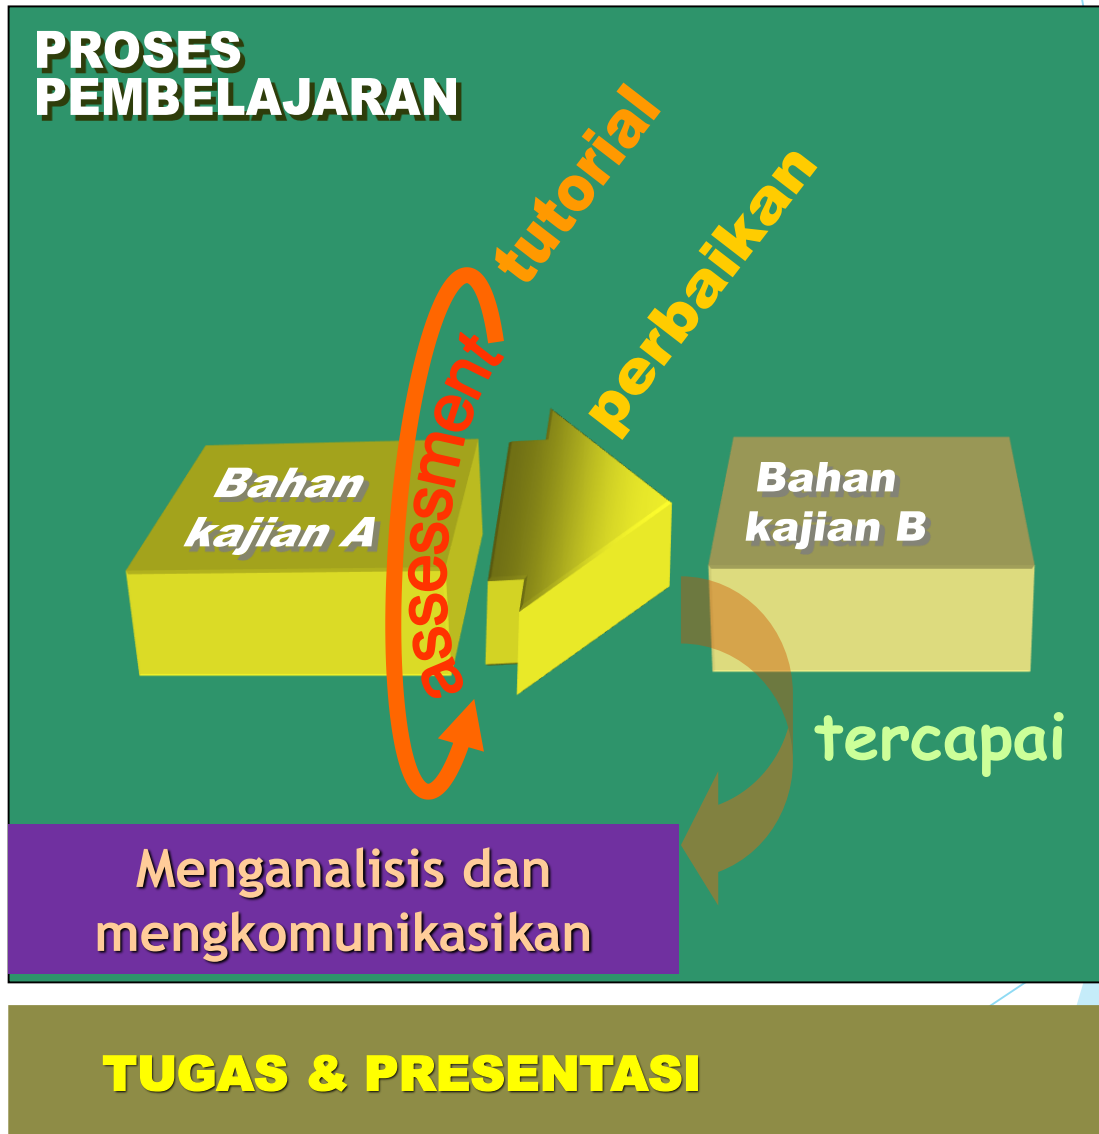 PROSES
PEMBELAJARAN
tutorial
perbaikan
assessment
Bahan
kajian A
Bahan
kajian B
tercapai
Menganalisis dan
mengkomunikasikan
TUGAS & PRESENTASI